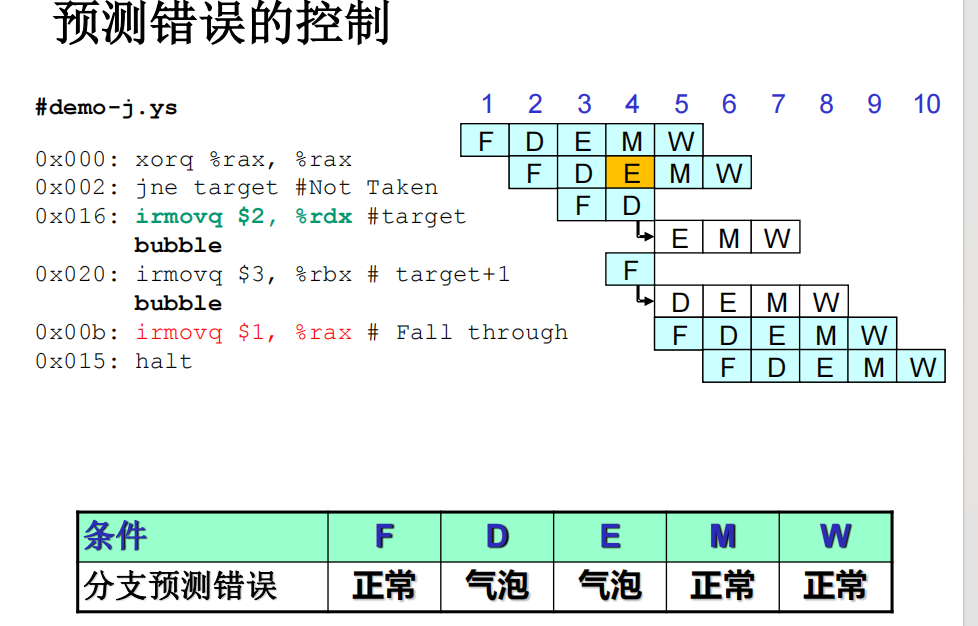 预测错误的控制
#demo-j.ys
1 2 3 4 5 6 7 8 9 10
F D E M W
0x000: xorq %rax, %rax
F D E M W
0x002: jne target #Not Taken
F D
0x016: irmovq $2, %rdx #target
E M W
bubble
F
0x020: irmovq $3, %rbx # target+1
D E M W
bubble
F D E M W
0x00b: irmovq $1, %rax # Fall through
F D E M W
0x015: halt
条件 F D E M W
分支预测错误 正常 气泡 气泡 正常 正常